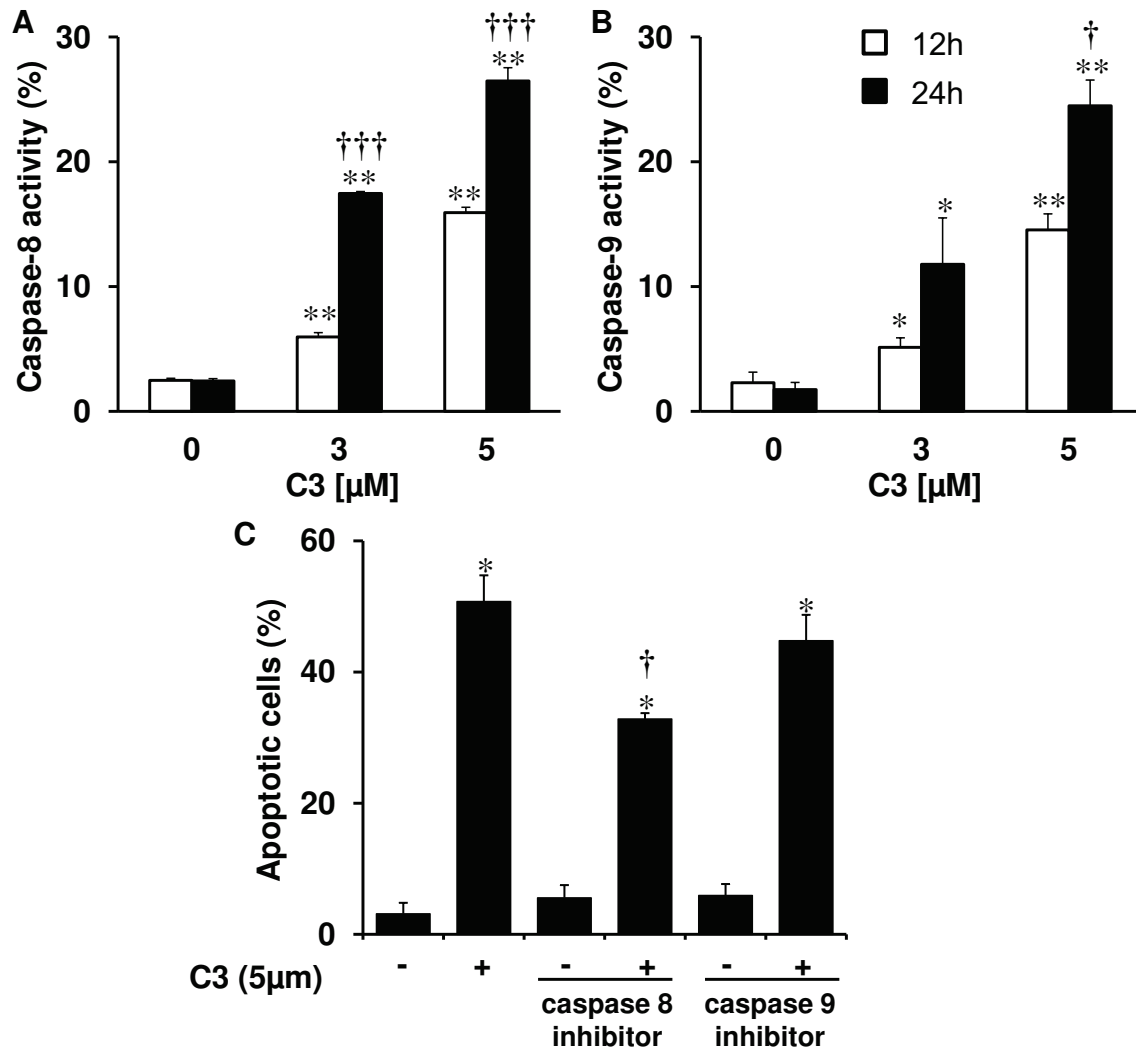 A
Caspase-8 activity (%)
30
20
10
0
**
**
†††
**
**
†††
0 3 5
C3 [µM]
B
Caspase-9 activity (%)
30
20
10
0
12h
24h
*
*
**
†
**
0 3 5
C3 [µM]
C
Apoptotic cells (%)
60
40
20
0
*
†
*
*
C3 (5µm) - + - + - +
caspase 8
inhibitor
caspase 9
inhibitor